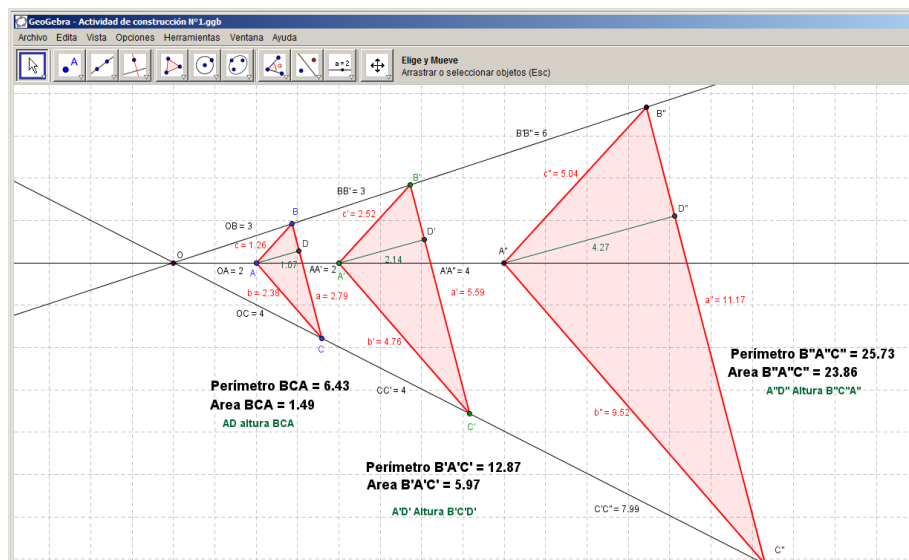 GeoGebra - Actividad de construcción Nº1.ggb
Archivo Edita Vista Opciones Herramientas Ventana Ayuda
A
α
a = 2
Elige y Mueve
Arrastrar o seleccionar objetos (Esc)
B"
B'B" = 6
BB' = 3
B'
c" = 5.04
OB = 3
B
c' = 2.52
D"
D'
O
c = 1.26
D
4.27
A"
1.07
2.14
OA = 2
A
AA' = 2
A'
A'A" = 4
b = 2.38
a = 2.79
a' = 5.59
a" = 11.17
OC = 4
b' = 4.76
C
Perímetro B"A"C" = 25.73
Area B"A"C" = 23.86
Perímetro BCA = 6.43
CC' = 4
A"D" Altura B"C"A"
Area BCA = 1.49
b" = 9.52
AD altura BCA
C'
Perímetro B'A'C' = 12.87
Area B'A'C' = 5.97
A'D' Altura B'C'D'
C'C" = 7.99
C"